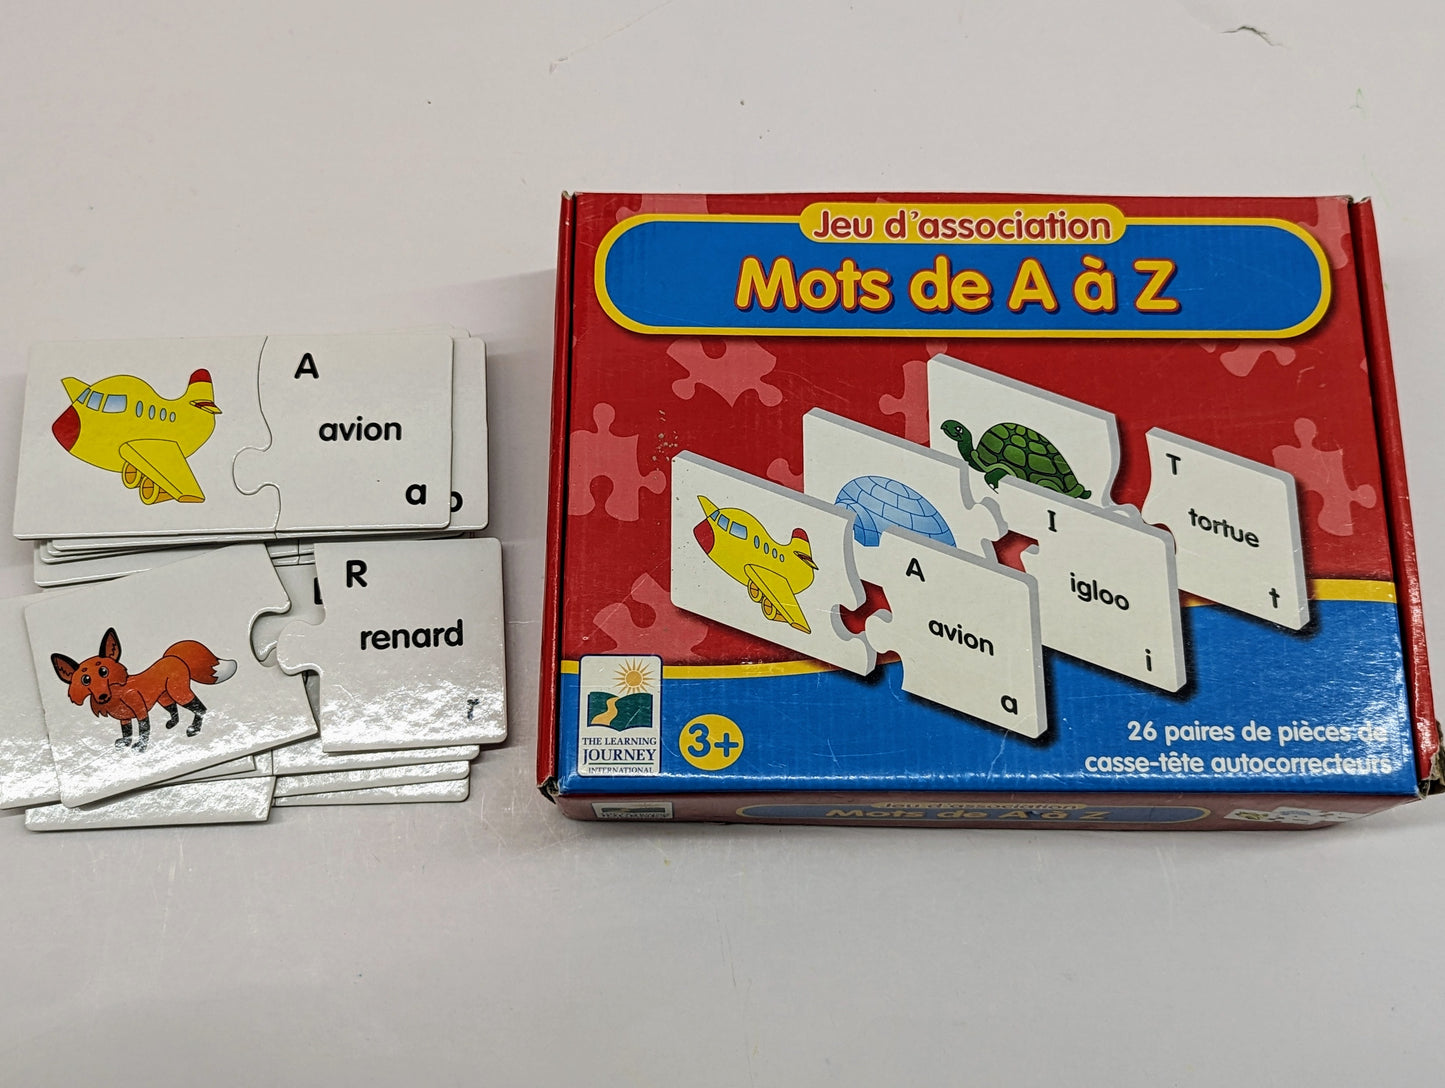 A
avion
a
R
renard
r
Jeu d'association
Mots de A à Z
T
tortue
t
I
igloo
i
A
avion
a
THE LEARNING
JOURNEY
INTERNATIONAL
3+
26 paires de pièces de
casse-tête autocorrecteurs
Jeu d'association
Mots de A à Z